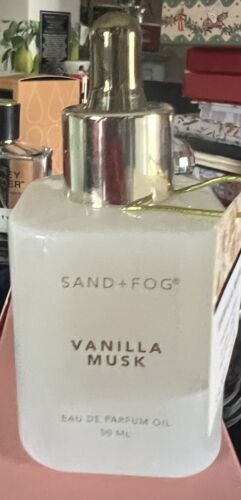 SAND + FOG®
VANILLA
MUSK
EAU DE PARFUM OIL
50 ML